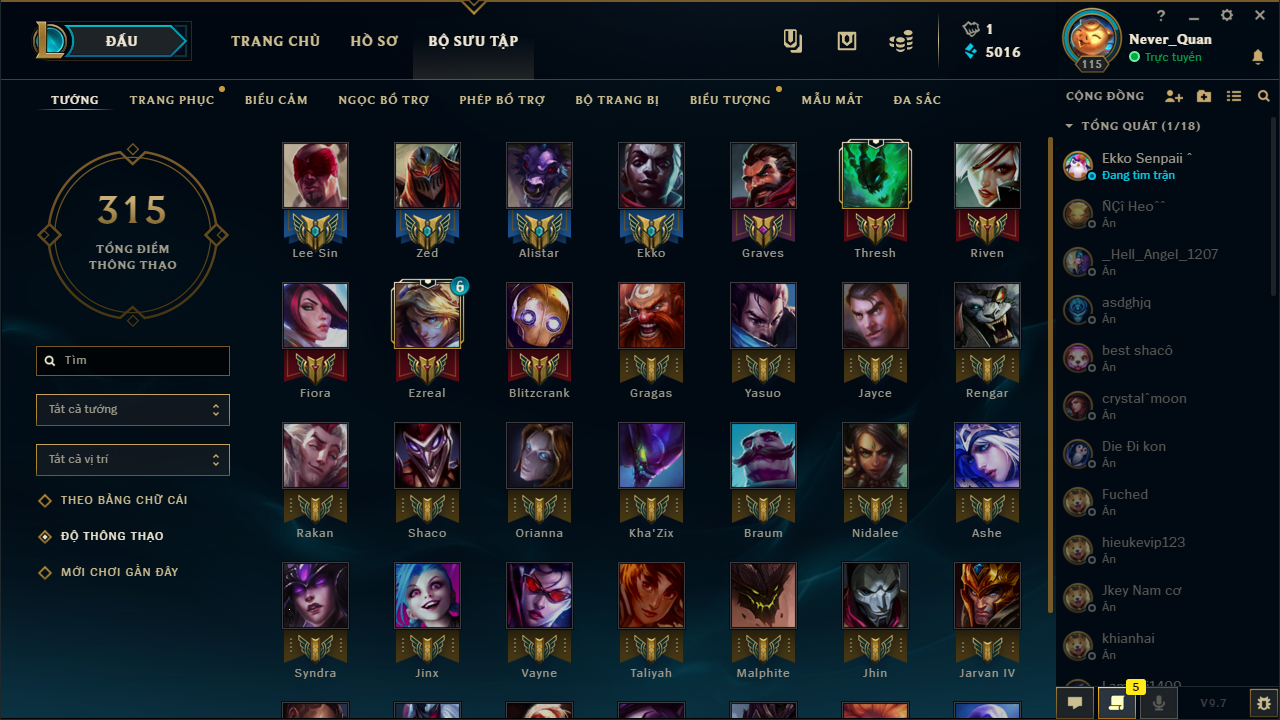 ĐẤU
TRANG CHỦ
HỒ SƠ
BỘ SƯU TẬP
1
5016
115
?
Never_Quan
Trực tuyến
TƯỚNG
TRANG PHỤC
BIỂU CẢM
NGỌC BỔ TRỢ
PHÉP BỔ TRỢ
BỘ TRANG BỊ
BIỂU TƯỢNG
MẪU MẮT
ĐA SẮC
CỘNG ĐỒNG
315
TỔNG ĐIỂM
THÔNG THẠO
Tìm
Tất cả tướng
Tất cả vị trí
THEO BẢNG CHỮ CÁI
ĐỘ THÔNG THẠO
MỚI CHƠI GẦN ĐÂY
Lee Sin
Zed
Alistar
Ekko
Graves
Thresh
Riven
6
Fiora
Ezreal
Blitzcrank
Gragas
Yasuo
Jayce
Rengar
Rakan
Shaco
Orianna
Kha'Zix
Braum
Nidalee
Ashe
Syndra
Jinx
Vayne
Taliyah
Malphite
Jhin
Jarvan IV
TỔNG QUÁT (1/18)
Ekko Senpaii ˆ
Đang tìm trận
ÑÇî Heoˆˆ
Ẩn
_Hell_Angel_1207
Ẩn
asdghjq
Ẩn
best shacô
Ẩn
crystalˆmoon
Ẩn
Die Đi kon
Ẩn
Fuched
Ẩn
hieukevip123
Ẩn
Jkey Nam cơ
Ẩn
khianhai
Ẩn
5
V9.7